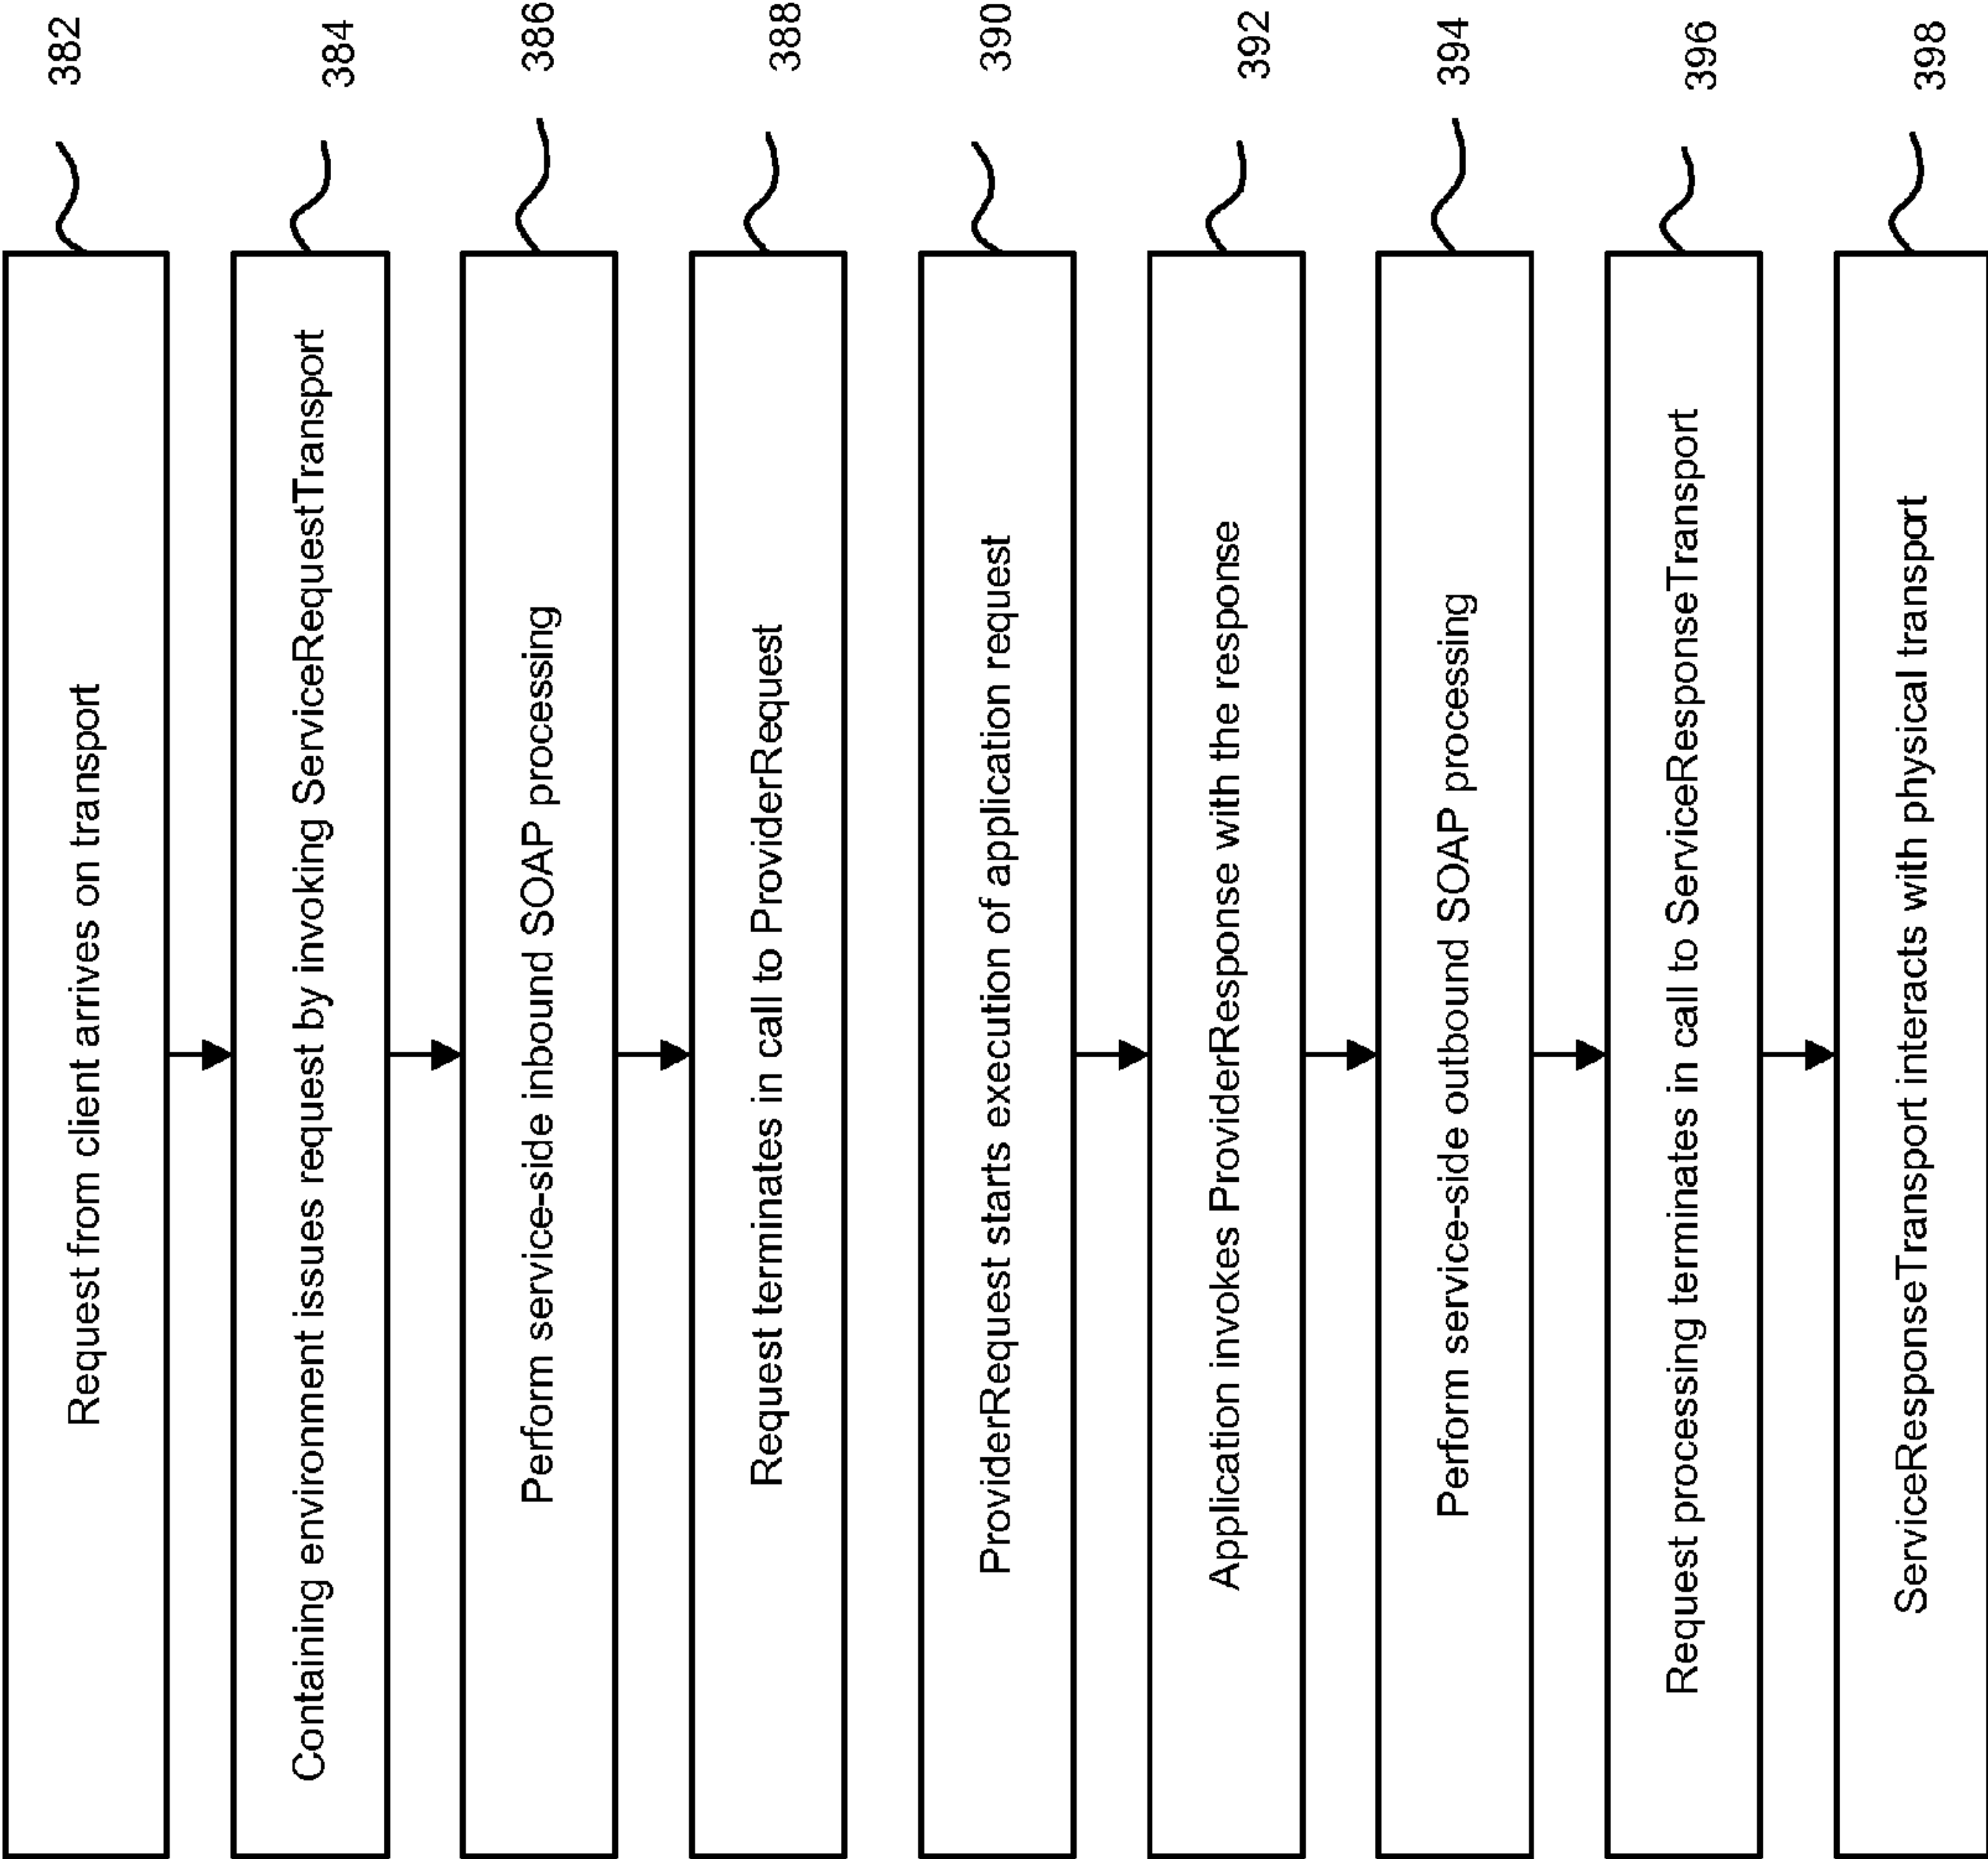 Request from client arrives on transport
382
Containing environment issues request by invoking ServiceRequestTransport
384
Perform service-side inbound SOAP processing
386
Request terminates in call to ProviderRequest
388
ProviderRequest starts execution of application request
390
Application invokes ProviderResponse with the response
392
Perform service-side outbound SOAP processing
394
Request processing terminates in call to ServiceResponseTransport
396
ServiceResponseTransport interacts with physical transport
398